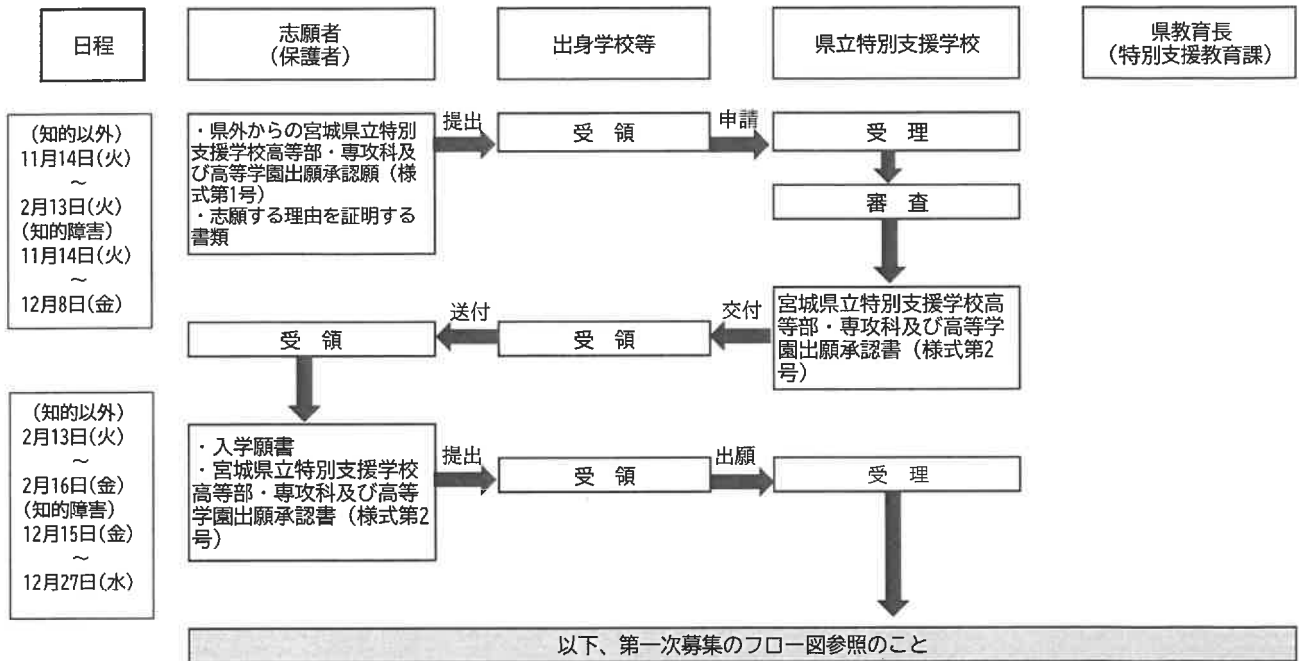 日程
志願者
(保護者)
出身学校等
県立特別支援学校
県教育長
(特別支援教育課)
(知的以外)
11月14日(火)
～
2月13日(火)
(知的障害)
11月14日(火)
～
12月8日(金)
・県外からの宮城県立特別
支援学校高等部・専攻科及
び高等学園出願承認願(様
式第1号)
・志願する理由を証明する
書類
提出
受 領
申請
受 理
審 査
宮城県立特別支援学校高
等部・専攻科及び高等学
園出願承認書(様式第2
号)
交付
受 領
送付
受 領
(知的以外)
2月13日(火)
～
2月16日(金)
(知的障害)
12月15日(金)
～
12月27日(水)
・入学願書
・宮城県立特別支援学校
高等部・専攻科及び高等
学園出願承認書(様式第2
号)
提出
受 領
出願
受 理
以下、第一次募集のフロー図参照のこと